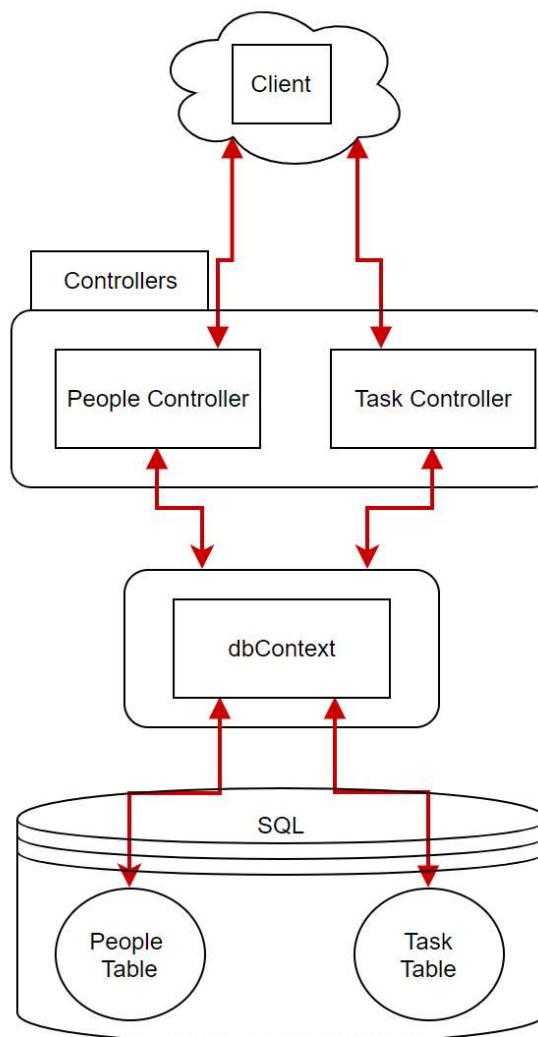 Client
Controllers
People Controller
Task Controller
dbContext
SQL
People
Table
Task
Table